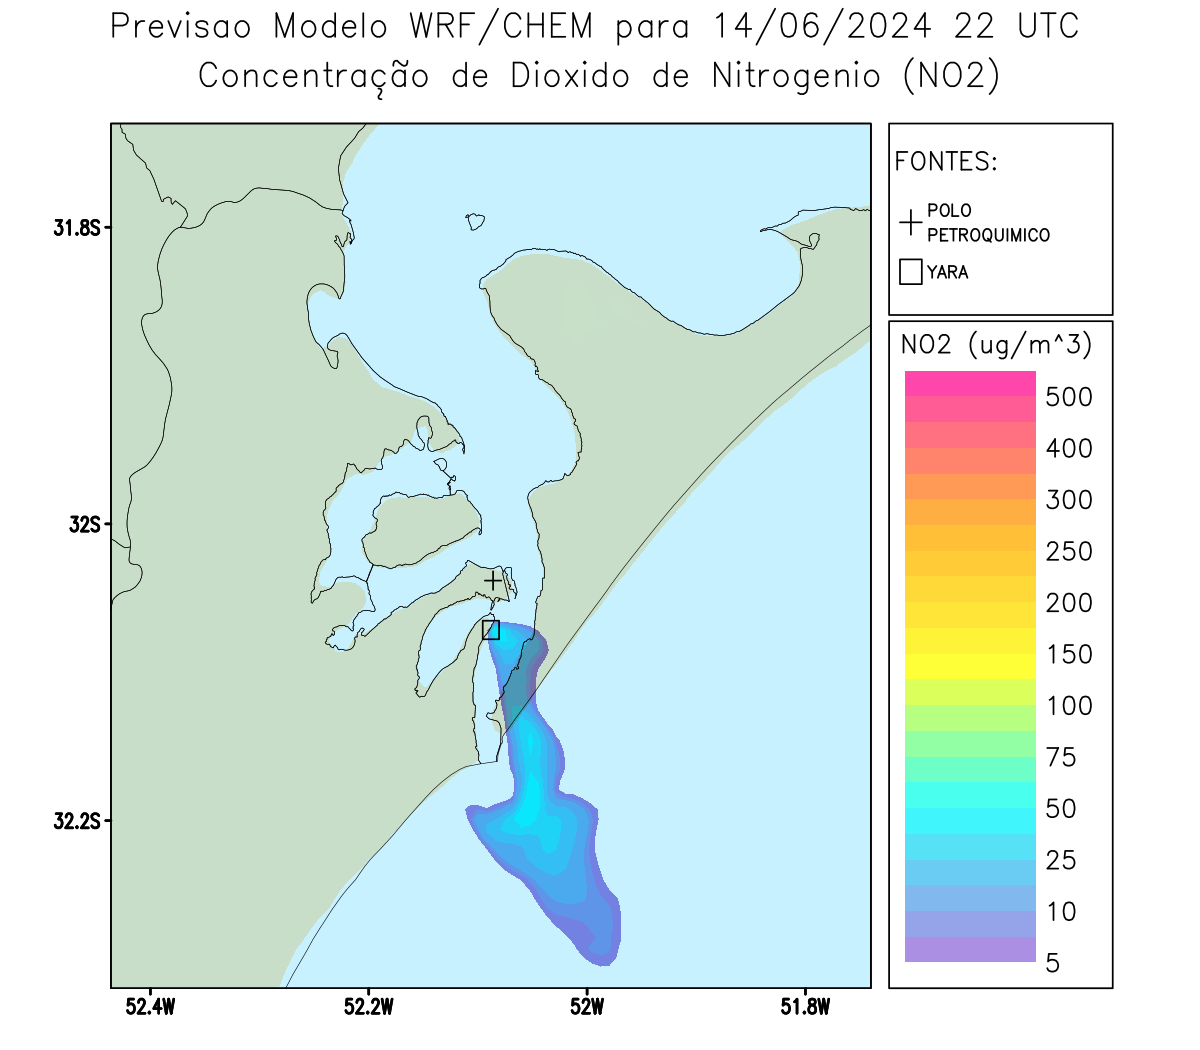 Previsao Modelo WRF/CHEM para 14/06/2024 22 UTC
Concentração de Dioxido de Nitrogenio (NO2)
FONTES:
POLO
PETROQUIMICO
YARA
NO2 (ug/m^3)
500
400
300
250
200
150
100
75
50
25
10
5
31.8S
32S
32.2S
52.4W
52.2W
52W
51.8W